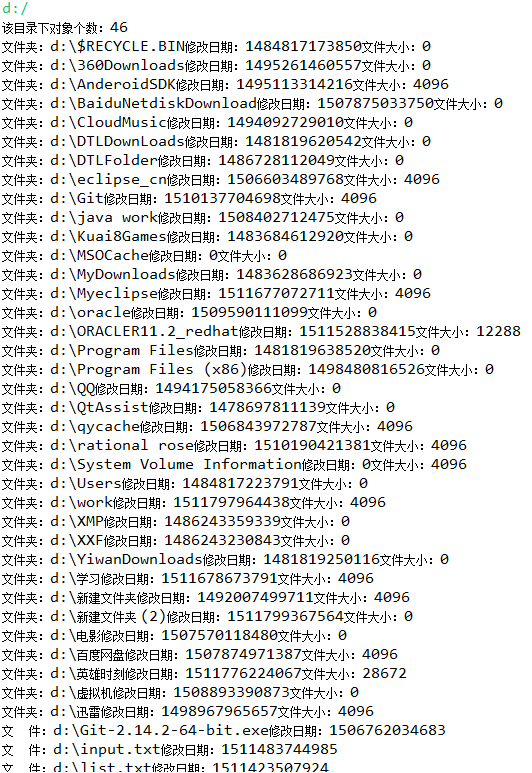 d:/
该目录下对象个数：46
文件夹：d:\$RECYCLE.BIN修改日期：1484817173850文件大小：0
文件夹：d:\360Downloads修改日期：1495261460557文件大小：0
文件夹：d:\AnderoidSDK修改日期：1495113314216文件大小：4096
文件夹：d:\BaiduNetdiskDownload修改日期：1507875033750文件大小：0
文件夹：d:\CloudMusic修改日期：1494092729010文件大小：0
文件夹：d:\DTLDownLoads修改日期：1481819620542文件大小：0
文件夹：d:\DTLFolder修改日期：1486728112049文件大小：0
文件夹：d:\eclipse_cn修改日期：1506603489768文件大小：4096
文件夹：d:\Git修改日期：1510137704698文件大小：4096
文件夹：d:\java work修改日期：1508402712475文件大小：0
文件夹：d:\Kuai8Games修改日期：1483684612920文件大小：0
文件夹：d:\MSOCache修改日期：0文件大小：0
文件夹：d:\MyDownloads修改日期：1483628686923文件大小：0
文件夹：d:\Myeclipse修改日期：1511677072711文件大小：4096
文件夹：d:\oracle修改日期：1509590111099文件大小：0
文件夹：d:\ORACLER11.2_redhat修改日期：1511528838415文件大小：12288
文件夹：d:\Program Files修改日期：1481819638520文件大小：0
文件夹：d:\Program Files (x86)修改日期：1498480816526文件大小：0
文件夹：d:\QQ修改日期：1494175058366文件大小：0
文件夹：d:\QtAssist修改日期：1478697811139文件大小：0
文件夹：d:\qycache修改日期：1506843972787文件大小：4096
文件夹：d:\rational rose修改日期：1510190421381文件大小：4096
文件夹：d:\System Volume Information修改日期：0文件大小：4096
文件夹：d:\Users修改日期：1484817223791文件大小：0
文件夹：d:\work修改日期：1511797964438文件大小：4096
文件夹：d:\XMP修改日期：1486243359339文件大小：0
文件夹：d:\XXF修改日期：1486243230843文件大小：0
文件夹：d:\YiwanDownloads修改日期：1481819250116文件大小：0
文件夹：d:\学习修改日期：1511678673791文件大小：4096
文件夹：d:\新建文件夹修改日期：1492007499711文件大小：4096
文件夹：d:\新建文件夹 (2)修改日期：1511799367564文件大小：0
文件夹：d:\电影修改日期：1507570118480文件大小：0
文件夹：d:\百度网盘修改日期：1507874971387文件大小：4096
文件夹：d:\英雄时刻修改日期：1511776224067文件大小：28672
文件夹：d:\虚拟机修改日期：1508893390873文件大小：0
文件夹：d:\迅雷修改日期：1498967965657文件大小：4096
文　件：d:\Git-2.14.2-64-bit.exe修改日期：1506762034683
文　件：d:\input.txt修改日期：1511483744985
文　件：d:\list.txt修改日期：1511423507924